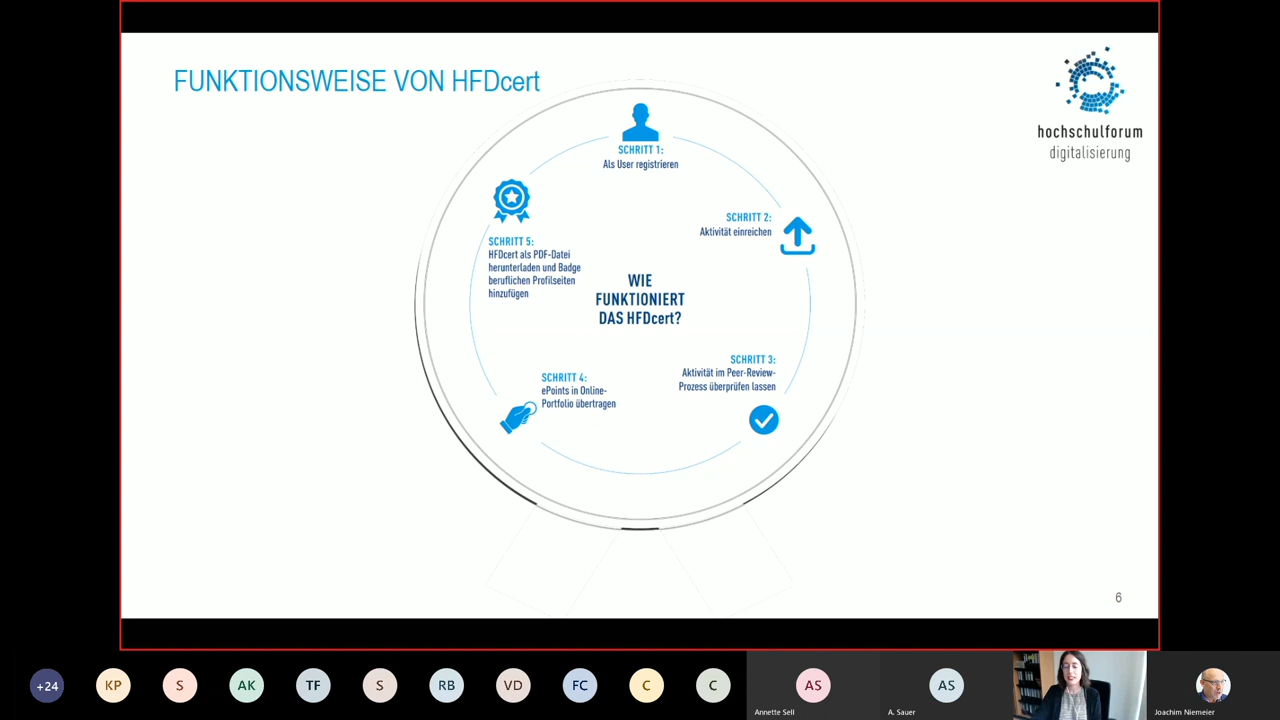 FUNKTIONSWEISE VON HFDcert
hochschulforum
digitalisierung
SCHRITT 1:
Als User registrieren
SCHRITT 2:
Aktivität einreichen
SCHRITT 5:
HFDcert als PDF-Datei
herunterladen und Badge
beruflichen Profilseiten
hinzufügen
WIE
FUNKTIONIERT
DAS HFDcert?
SCHRITT 3:
Aktivität im Peer-Review-
Prozess überprüfen lassen
SCHRITT 4:
ePoints in Online-
Portfolio übertragen
6
+24
KP
S
AK
TF
S
RB
VD
FC
C
C
AS
AS
Annette Sell
A. Sauer
Joachim Niemeier